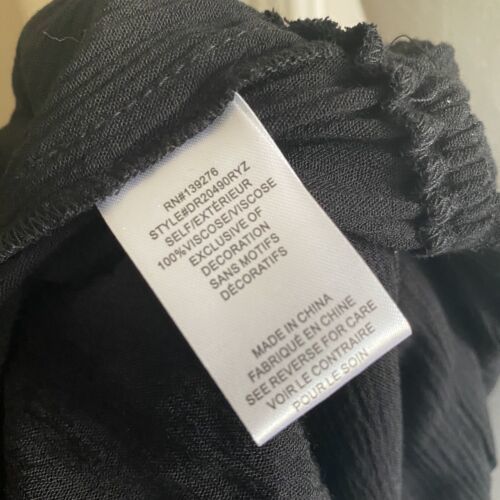 RN#139276
STYLE#DR20490RYZ
SELF/EXTÉRIEUR
100%VISCOSE/VISCOSE
EXCLUSIVE OF
DECORATION
SANS MOTIFS
DÉCORATIFS
MADE IN CHINA
FABRIQUÉ EN CHINE
SEE REVERSE FOR CARE
VOIR LE CONTRAIRE
POUR LE SOIN